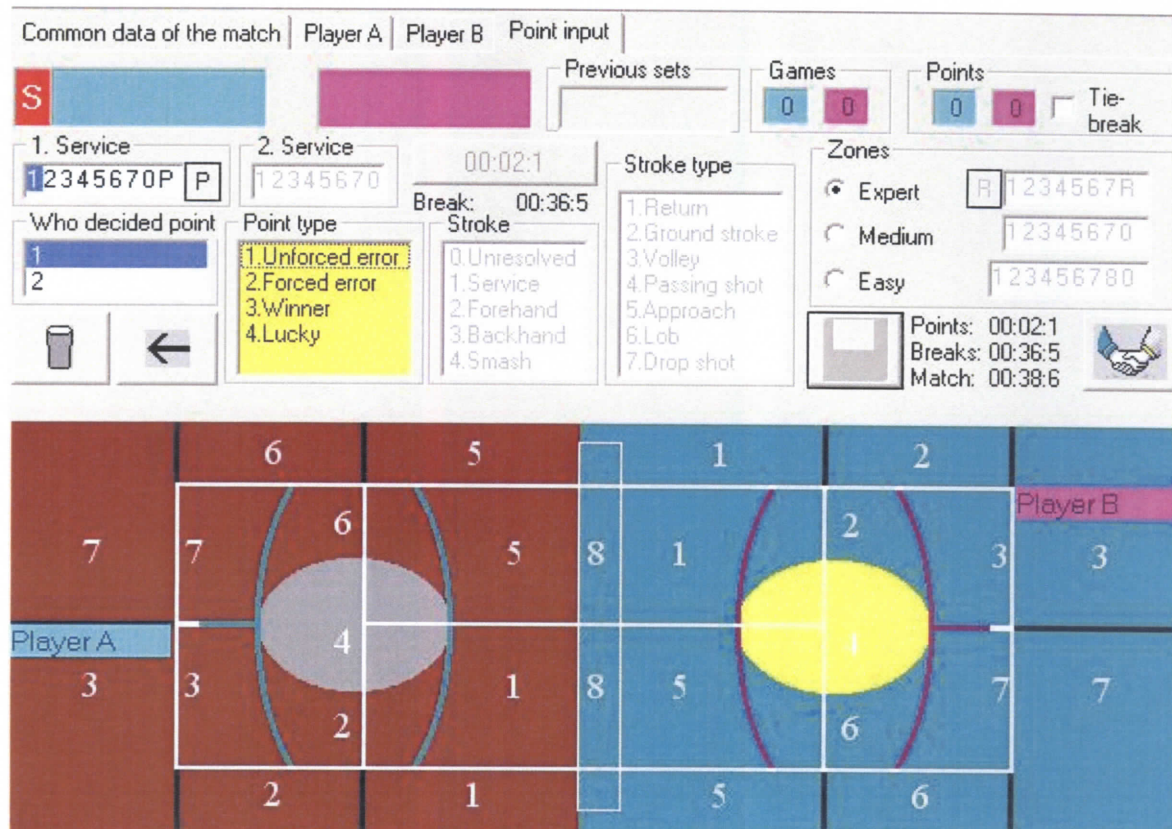 Common data of the match Player A Player B Point input
S
Previous sets
Games
0 0
Points
0 0
Tie-break
1. Service
12345670P P
2. Service
12345670
00:02:1
Break: 00:36:5
Who decided point
1
2
Point type
1.Unforced error
2.Forced error
3.Winner
4.Lucky
Stroke
0.Unresolved
1.Service
2.Forehand
3.Backhand
4.Smash
Stroke type
1.Return
2.Ground stroke
3.Volley
4.Passing shot
5.Approach
6.Lob
7.Drop shot
Zones
Expert R 1234567R
Medium 12345670
Easy 123456780
Points: 00:02:1
Breaks: 00:36:5
Match: 00:38:6
6 5 1 2
Player B
6 2
7 7 5 8 1 3 3
Player A
4 4
3 3 1 8 5 7 7
2 6
2 1 5 6